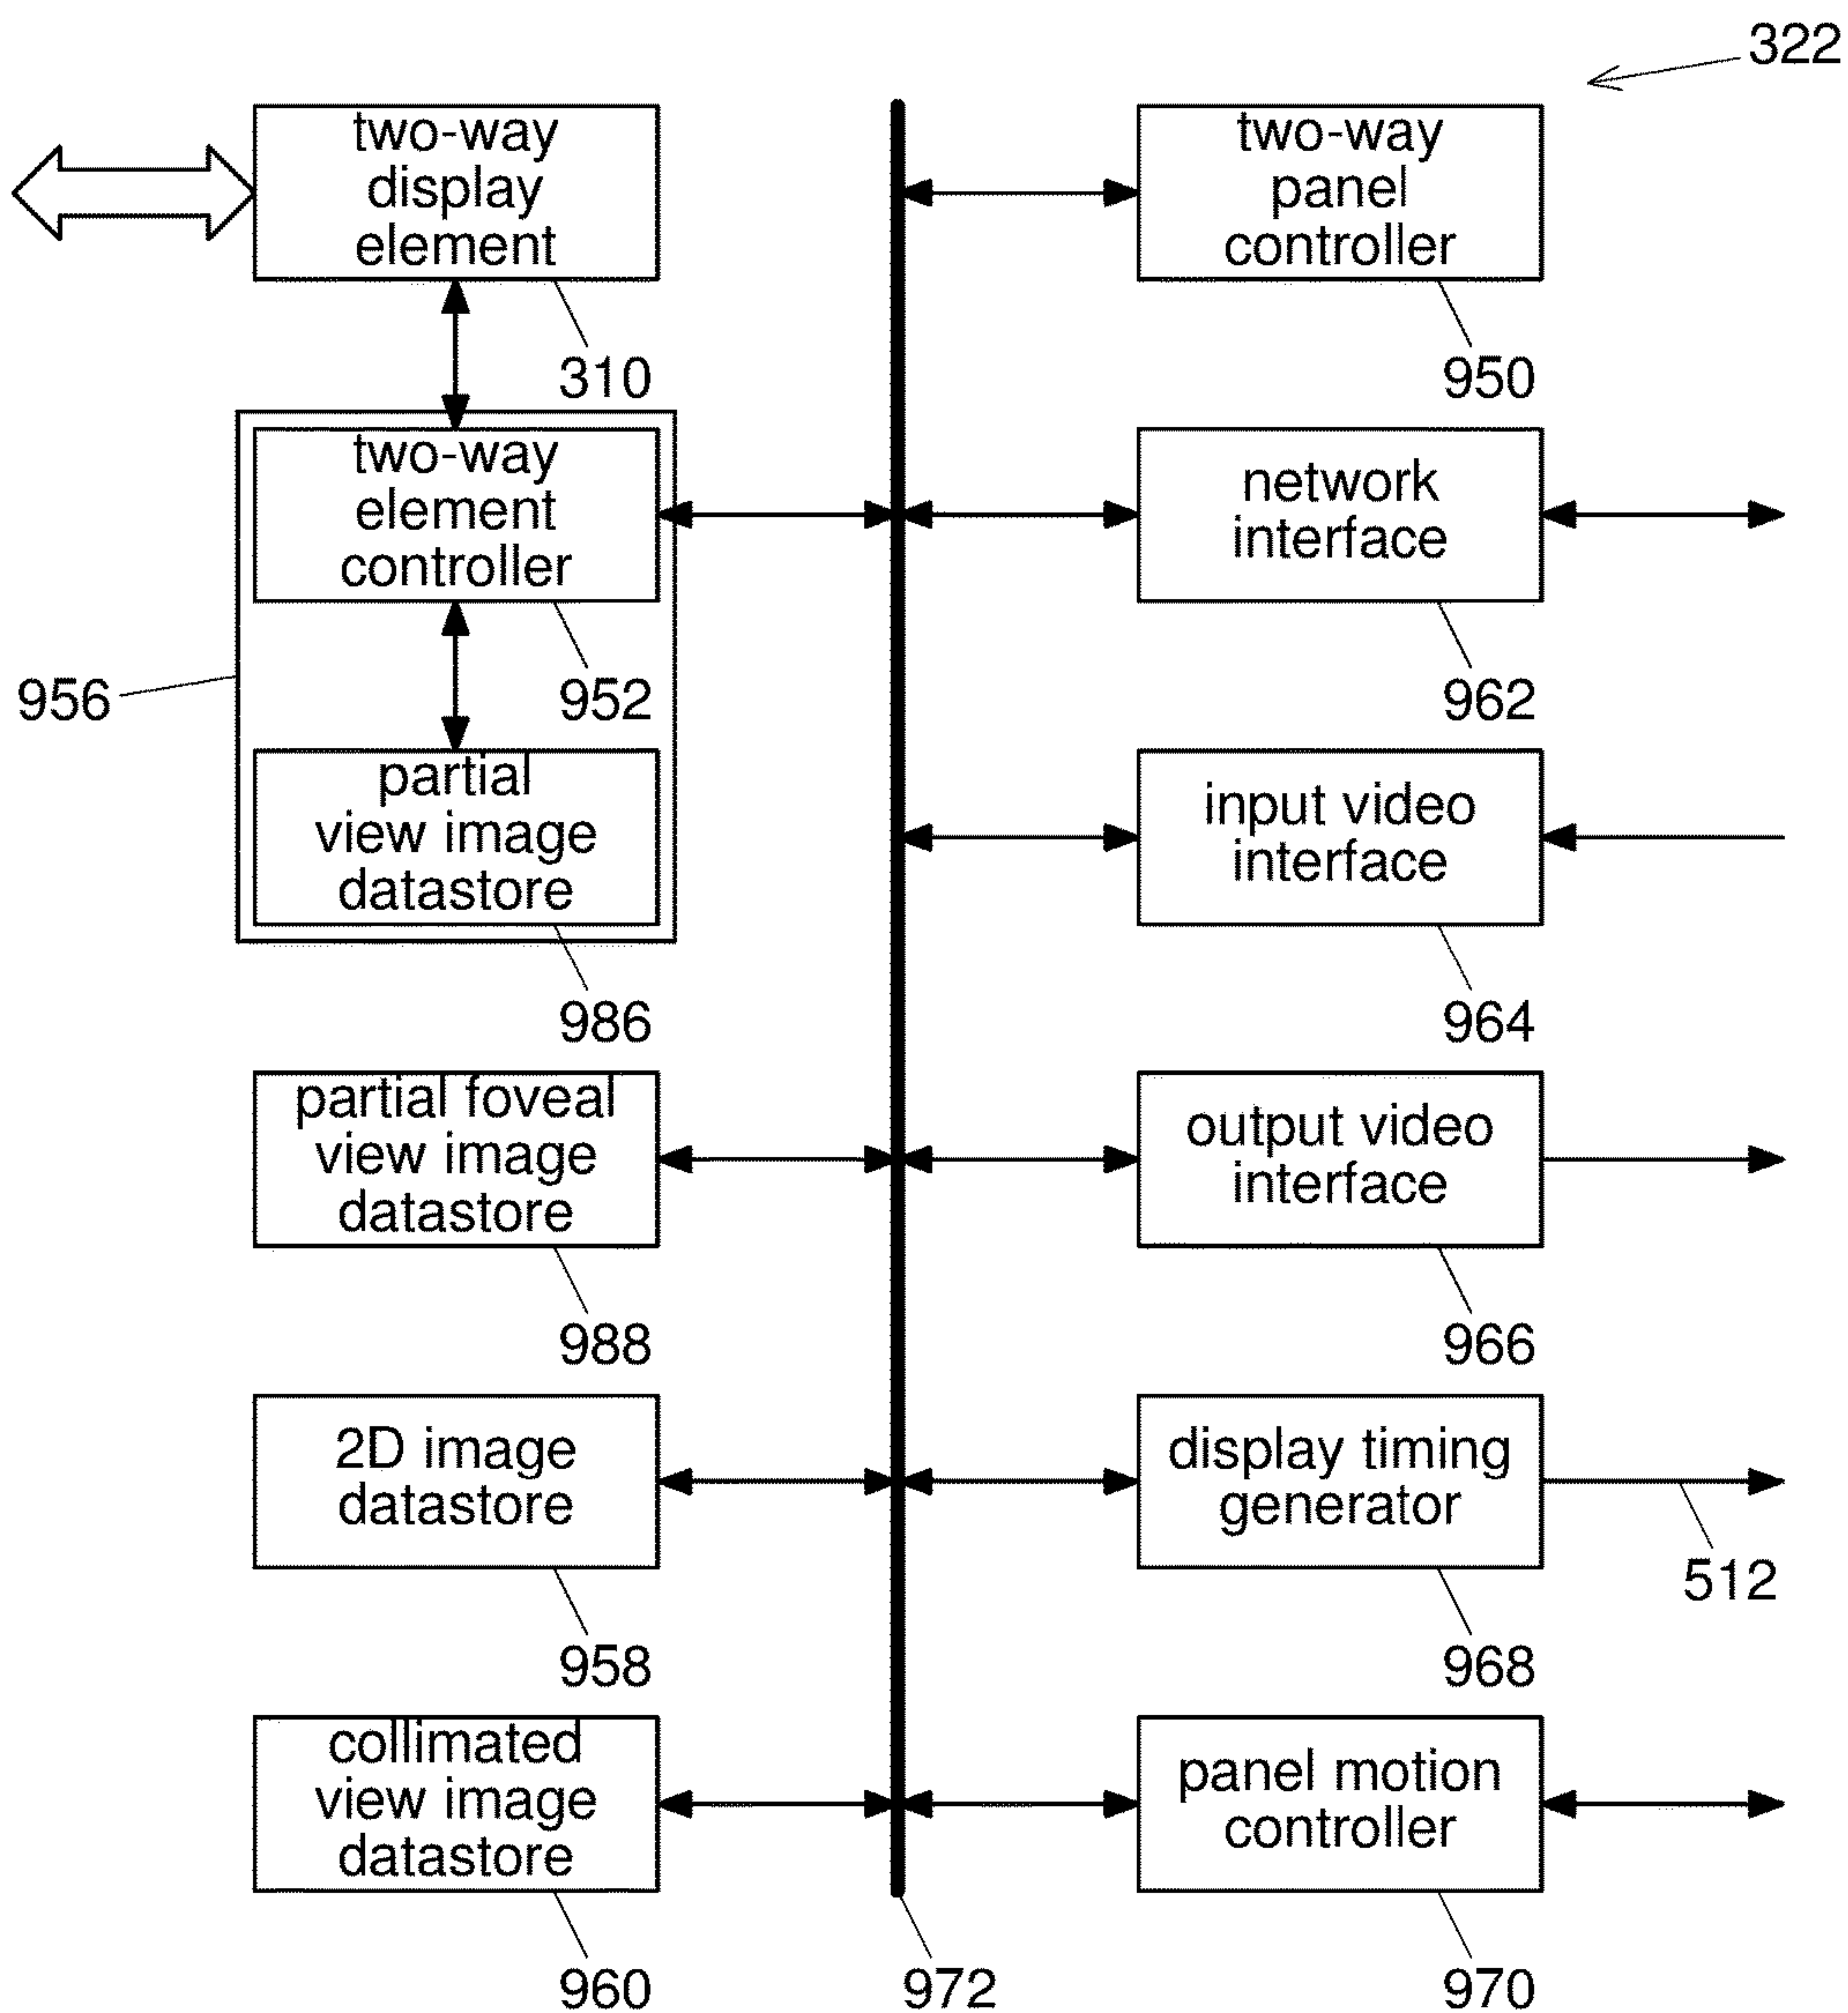 322
two-way
display
element
310
two-way
panel
controller
950
two-way
element
controller
952
956
network
interface
962
partial
view image
datastore
986
input video
interface
964
partial foveal
view image
datastore
988
output video
interface
966
2D image
datastore
958
display timing
generator
968
512
collimated
view image
datastore
960
972
panel motion
controller
970